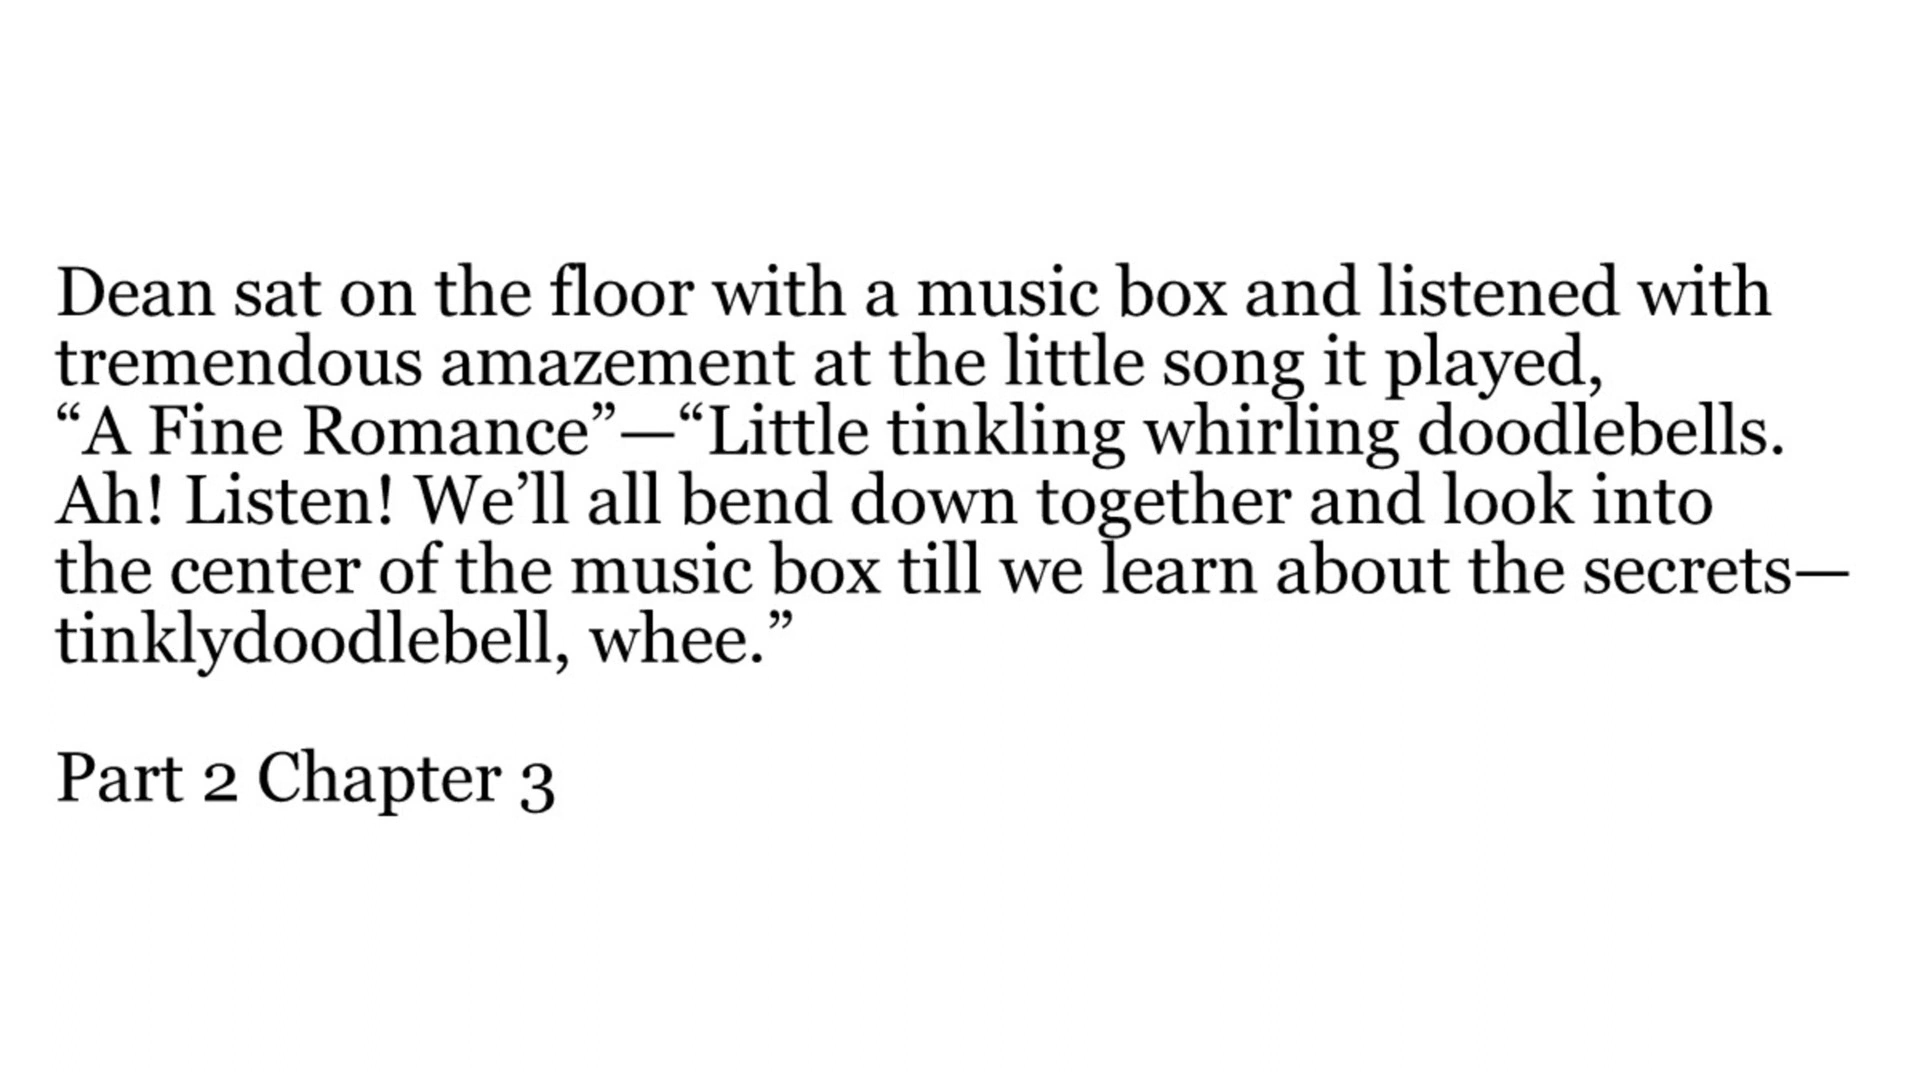 Dean sat on the floor with a music box and listened with
tremendous amazement at the little song it played,
“A Fine Romance”—“Little tinkling whirling doodlebells.
Ah! Listen! We’ll all bend down together and look into
the center of the music box till we learn about the secrets—
tinklydoodlebell, whee.”
Part 2 Chapter 3